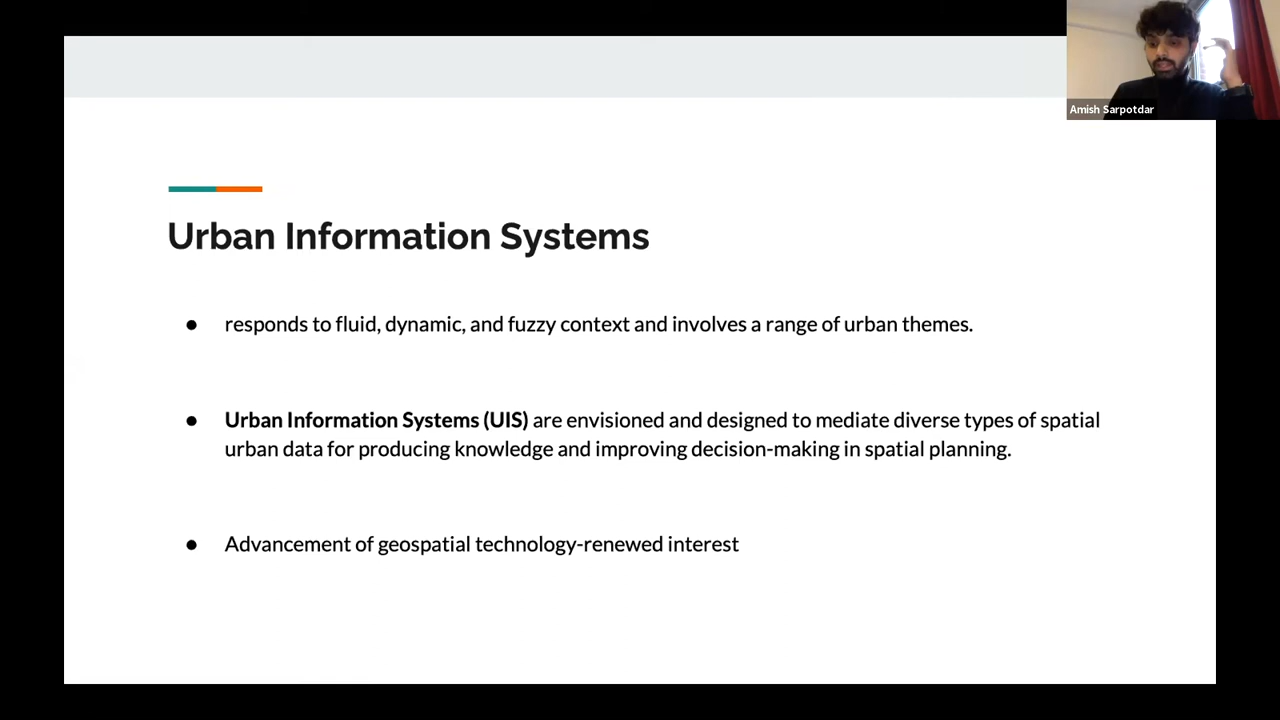 Amish Sarpotdar
Urban Information Systems
● responds to fluid, dynamic, and fuzzy context and involves a range of urban themes.
● Urban Information Systems (UIS) are envisioned and designed to mediate diverse types of spatial
urban data for producing knowledge and improving decision-making in spatial planning.
● Advancement of geospatial technology-renewed interest